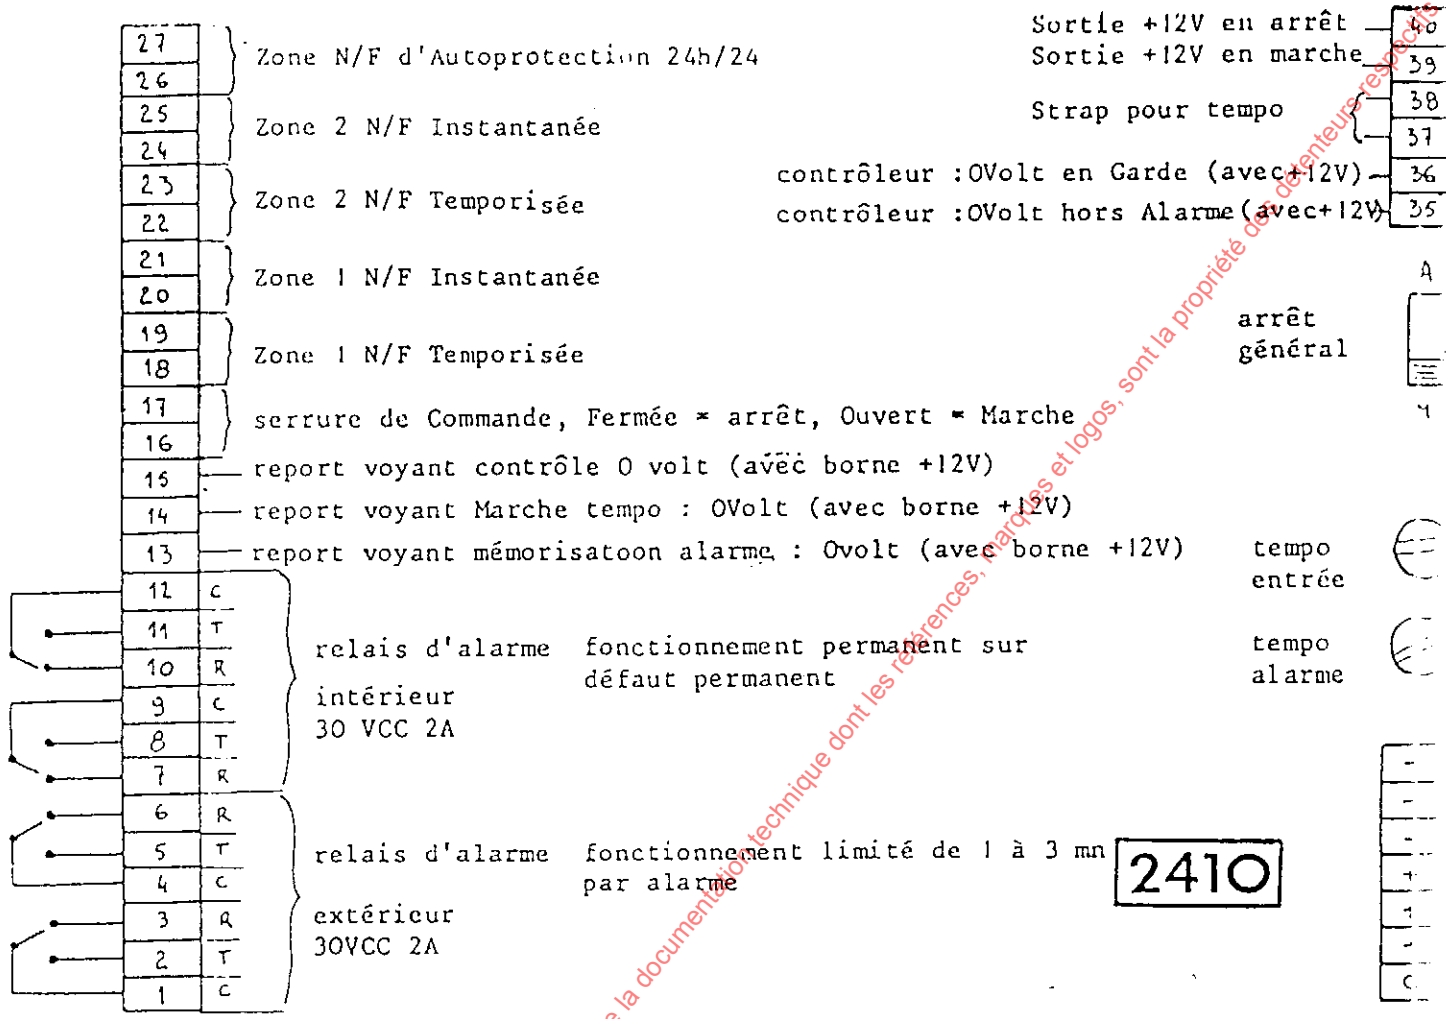 27
26
Zone N/F d'Autoprotection 24h/24
25
24
Zone 2 N/F Instantanée
23
22
Zone 2 N/F Temporisée
21
20
Zone 1 N/F Instantanée
19
18
Zone 1 N/F Temporisée
17
16
serrure de Commande, Fermée = arrêt, Ouvert = Marche
15 report voyant contrôle 0 volt (avec borne +12V)
14 report voyant Marche tempo : 0Volt (avec borne +12V)
13 report voyant mémorisatoon alarme : 0volt (avec borne +12V)
12 C
11 T
10 R
9 C
8 T
7 R
relais d'alarme fonctionnement permanent sur
défaut permanent
intérieur
30 VCC 2A
6 R
5 T
4 C
3 R
2 T
1 C
relais d'alarme fonctionnement limité de 1 à 3 mn
par alarme
extérieur
30VCC 2A
2410
Sortie +12V en arrêt 40
Sortie +12V en marche 39
Strap pour tempo
38
37
contrôleur :0Volt en Garde (avec+12V) 36
contrôleur :0Volt hors Alarme(avec+12V) 35
A
arrêt
général
tempo
entrée
tempo
alarme
-
-
-
+
e la documentation technique dont les références, marques et logos, sont la propriété des détenteurs respectifs